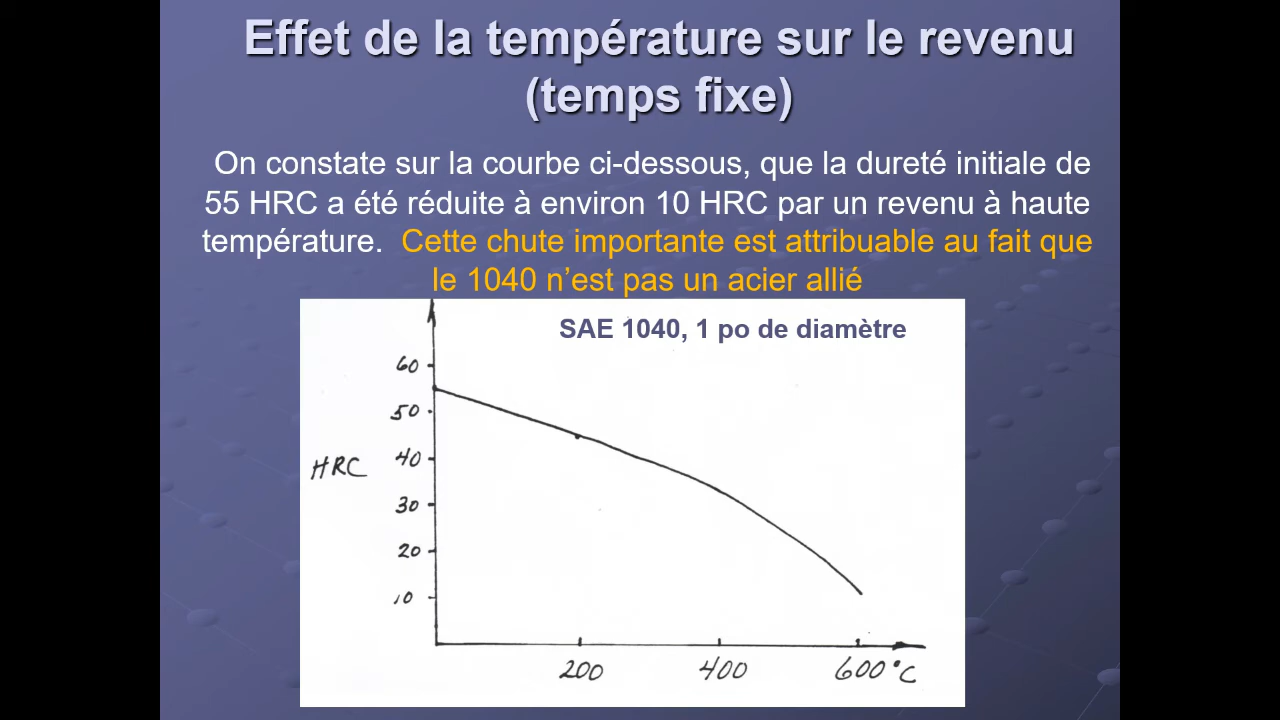 Effet de la température sur le revenu
(temps fixe)
On constate sur la courbe ci-dessous, que la dureté initiale de
55 HRC a été réduite à environ 10 HRC par un revenu à haute
température. Cette chute importante est attribuable au fait que
le 1040 n’est pas un acier allié
SAE 1040, 1 po de diamètre
60
50
HRC
40
30
20
10
200
400
600°C